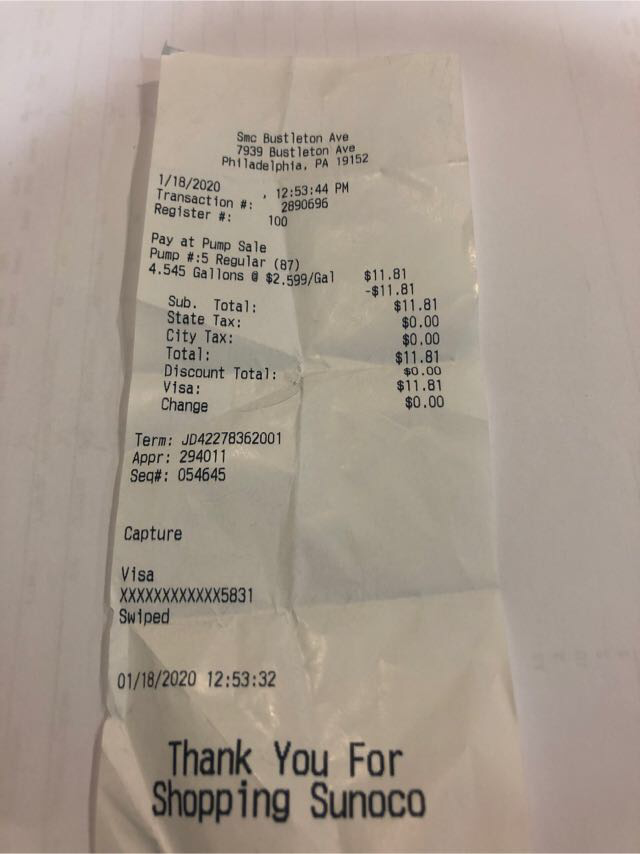 Smc Bustleton Ave
7939 Bustleton Ave
Philadelphia, PA 19152
1/18/2020 , 12:53:44 PM
Transaction #: 2890696
Register #: 100
Pay at Pump Sale
Pump #:5 Regular (87)
4.545 Gallons @ $2.599/Gal $11.81
-$11.81
Sub. Total: $11.81
State Tax: $0.00
City Tax: $0.00
Total: $11.81
Discount Total: $0.00
Visa: $11.81
Change $0.00
Term: JD42278362001
Appr: 294011
Seq#: 054645
Capture
Visa
XXXXXXXXXXXX5831
Swiped
01/18/2020 12:53:32
Thank You For
Shopping Sunoco